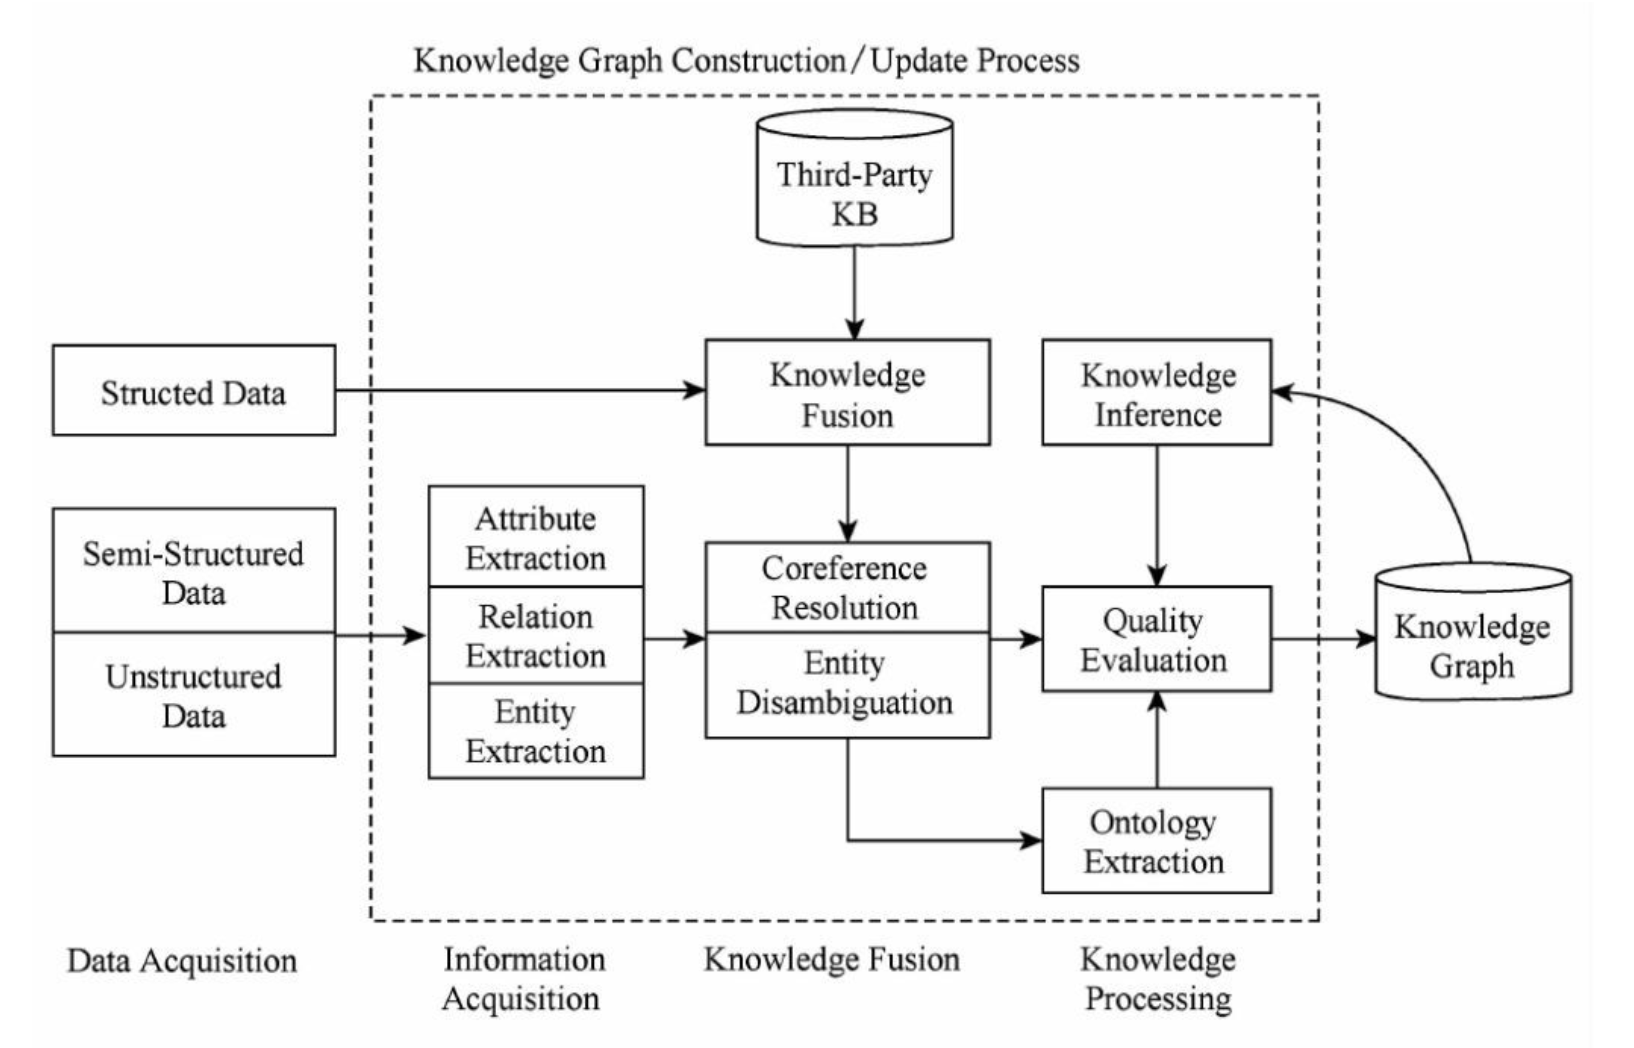 Knowledge Graph Construction/Update Process
Third-Party
KB
Structed Data
Knowledge
Fusion
Knowledge
Inference
Semi-Structured
Data
Unstructured
Data
Attribute
Extraction
Relation
Extraction
Entity
Extraction
Coreference
Resolution
Entity
Disambiguation
Quality
Evaluation
Knowledge
Graph
Ontology
Extraction
Data Acquisition
Information
Acquisition
Knowledge Fusion
Knowledge
Processing